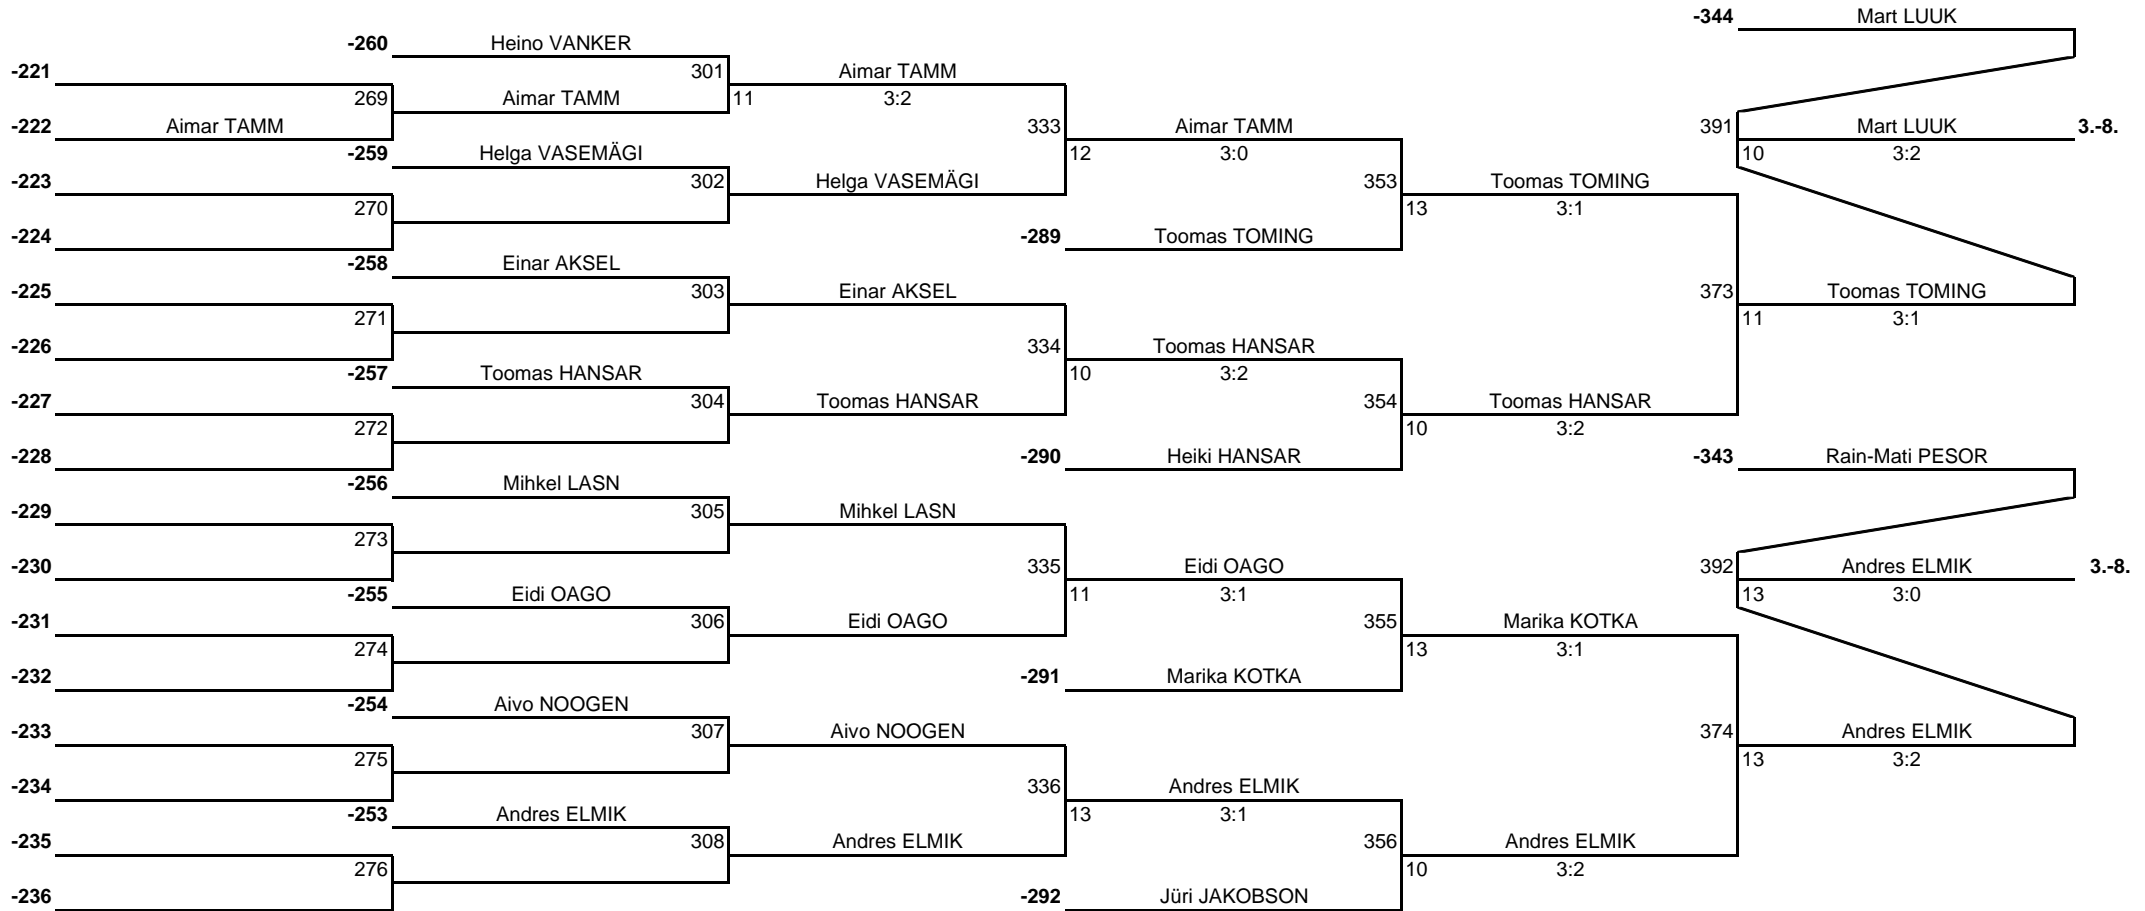 -344 Mart LUUK
-260 Heino VANKER
-221 301 Aimar TAMM
269 Aimar TAMM 11 3:2
-222 Aimar TAMM 333 Aimar TAMM 391 Mart LUUK 3.-8.
-259 Helga VASEMÄGI 12 3:0 10 3:2
-223 302 Helga VASEMÄGI 353 Toomas TOMING
270 13 3:1
-224 -289 Toomas TOMING
-258 Einar AKSEL
-225 303 Einar AKSEL 373 Toomas TOMING
271 11 3:1
-226 334 Toomas HANSAR
-257 Toomas HANSAR 10 3:2
-227 304 Toomas HANSAR 354 Toomas HANSAR
272 10 3:2
-228 -290 Heiki HANSAR -343 Rain-Mati PESOR
-256 Mihkel LASN
-229 305 Mihkel LASN
273
-230 335 Eidi OAGO 392 Andres ELMIK 3.-8.
-255 Eidi OAGO 11 3:1 13 3:0
-231 306 Eidi OAGO 355 Marika KOTKA
274 13 3:1
-232 -291 Marika KOTKA
-254 Aivo NOOGEN
-233 307 Aivo NOOGEN 374 Andres ELMIK
275 13 3:2
-234 336 Andres ELMIK
-253 Andres ELMIK 13 3:1
-235 308 Andres ELMIK 356 Andres ELMIK
276 10 3:2
-236 -292 Jüri JAKOBSON